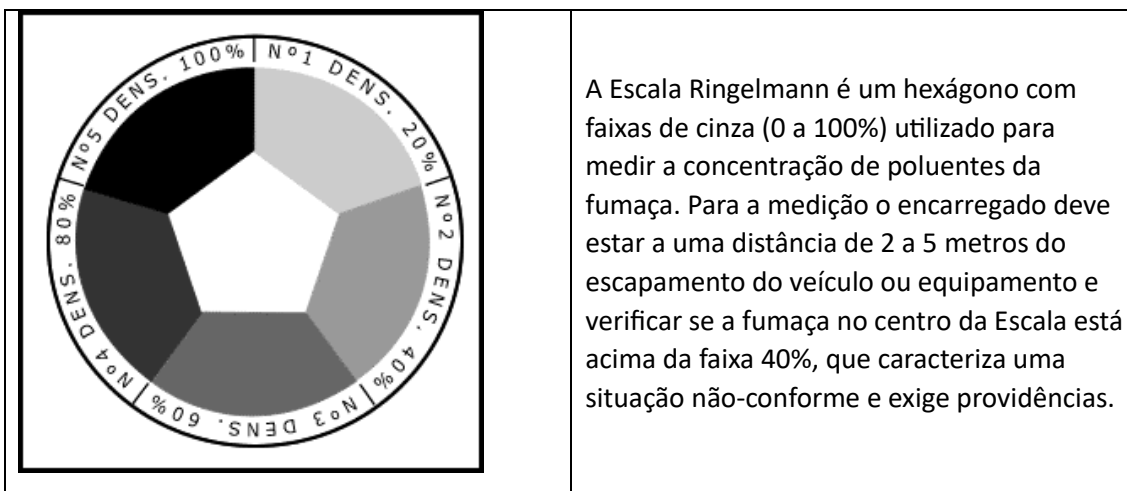 Nº1 DENS. 20%
Nº2 DENS. 40%
Nº3 DENS. 60%
Nº4 DENS. 80%
Nº5 DENS. 100%
A Escala Ringelmann é um hexágono com
faixas de cinza (0 a 100%) utilizado para
medir a concentração de poluentes da
fumaça. Para a medição o encarregado deve
estar a uma distância de 2 a 5 metros do
escapamento do veículo ou equipamento e
verificar se a fumaça no centro da Escala está
acima da faixa 40%, que caracteriza uma
situação não-conforme e exige providências.